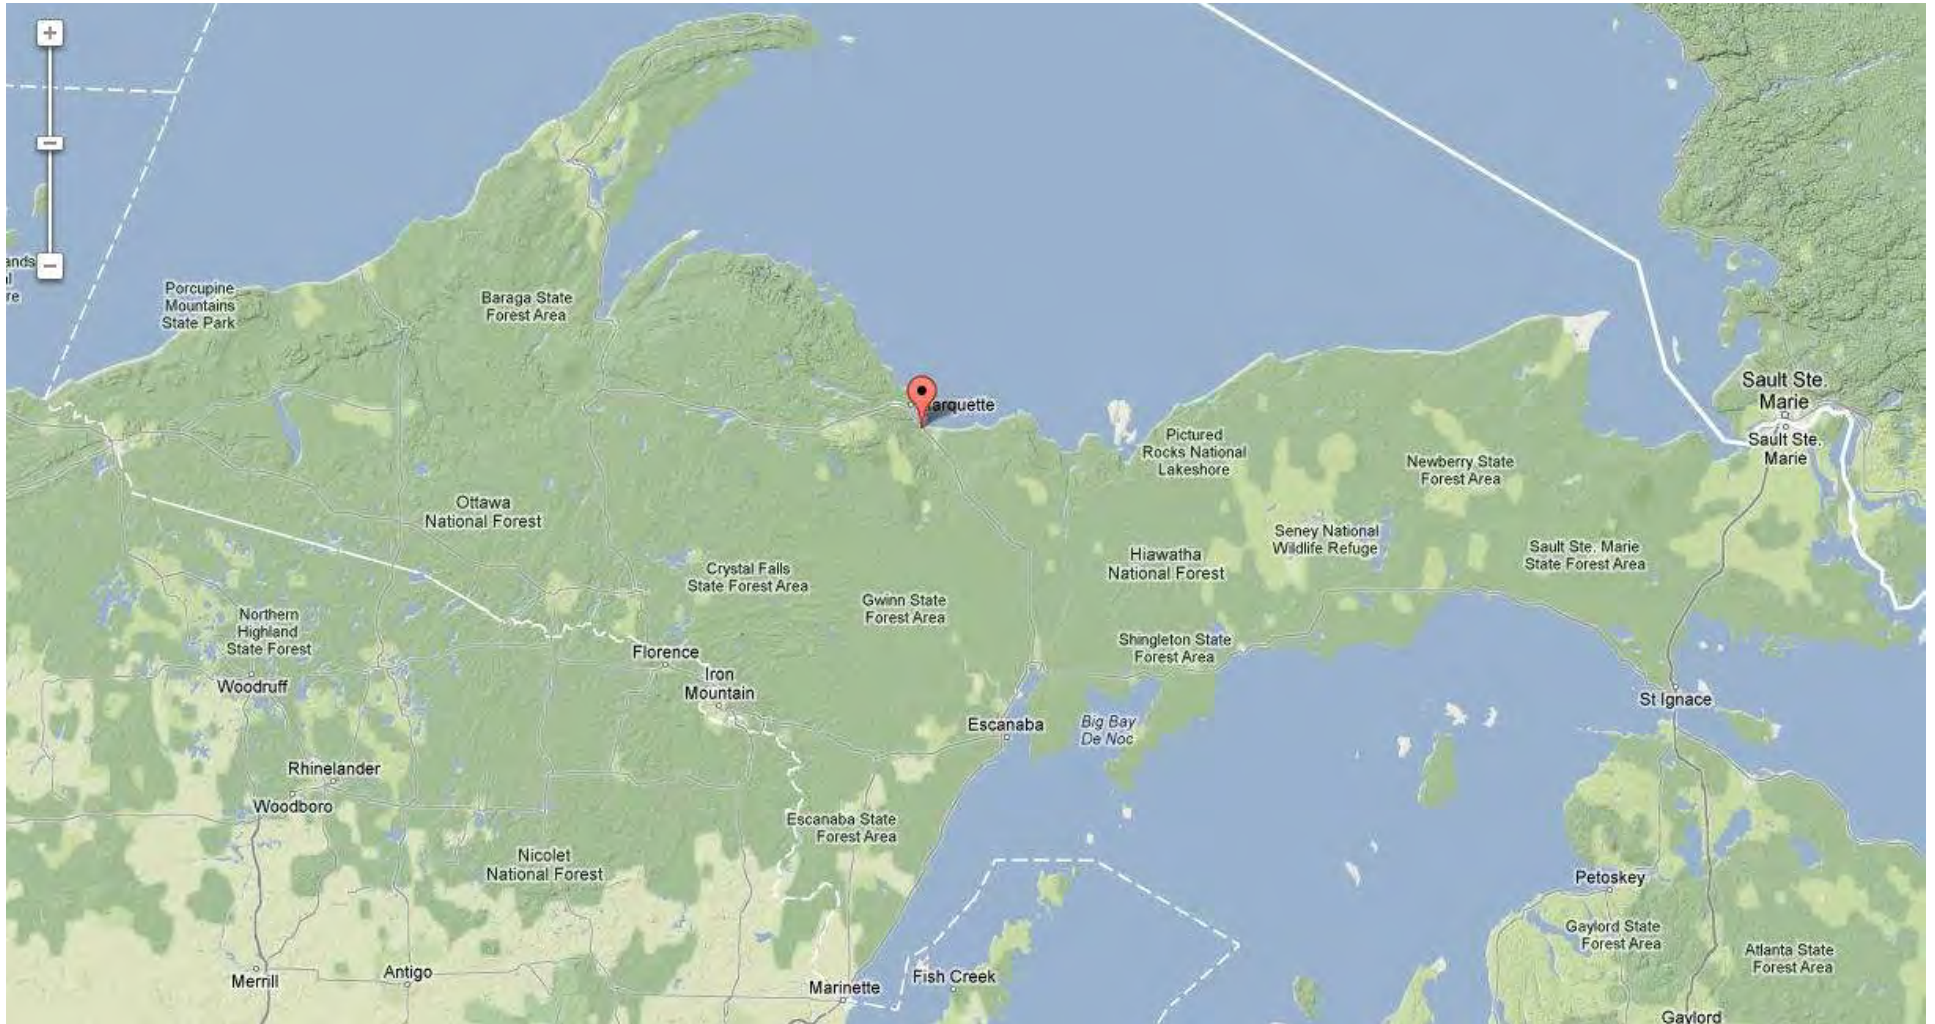 +
−
ands
al
re
Porcupine
Mountains
State Park
Baraga State
Forest Area
arquette
Sault Ste.
Marie
Sault Ste.
Marie
Pictured
Rocks National
Lakeshore
Newberry State
Forest Area
Ottawa
National Forest
Seney National
Wildlife Refuge
Sault Ste. Marie
State Forest Area
Hiawatha
National Forest
Crystal Falls
State Forest Area
Gwinn State
Forest Area
Northern
Highland
State Forest
Shingleton State
Forest Area
Florence
Iron
Mountain
Woodruff
St Ignace
Escanaba
Big Bay
De Noc
Rhinelander
Woodboro
Escanaba State
Forest Area
Nicolet
National Forest
Petoskey
Gaylord State
Forest Area
Atlanta State
Forest Area
Merrill
Antigo
Marinette
Fish Creek
Gaylord